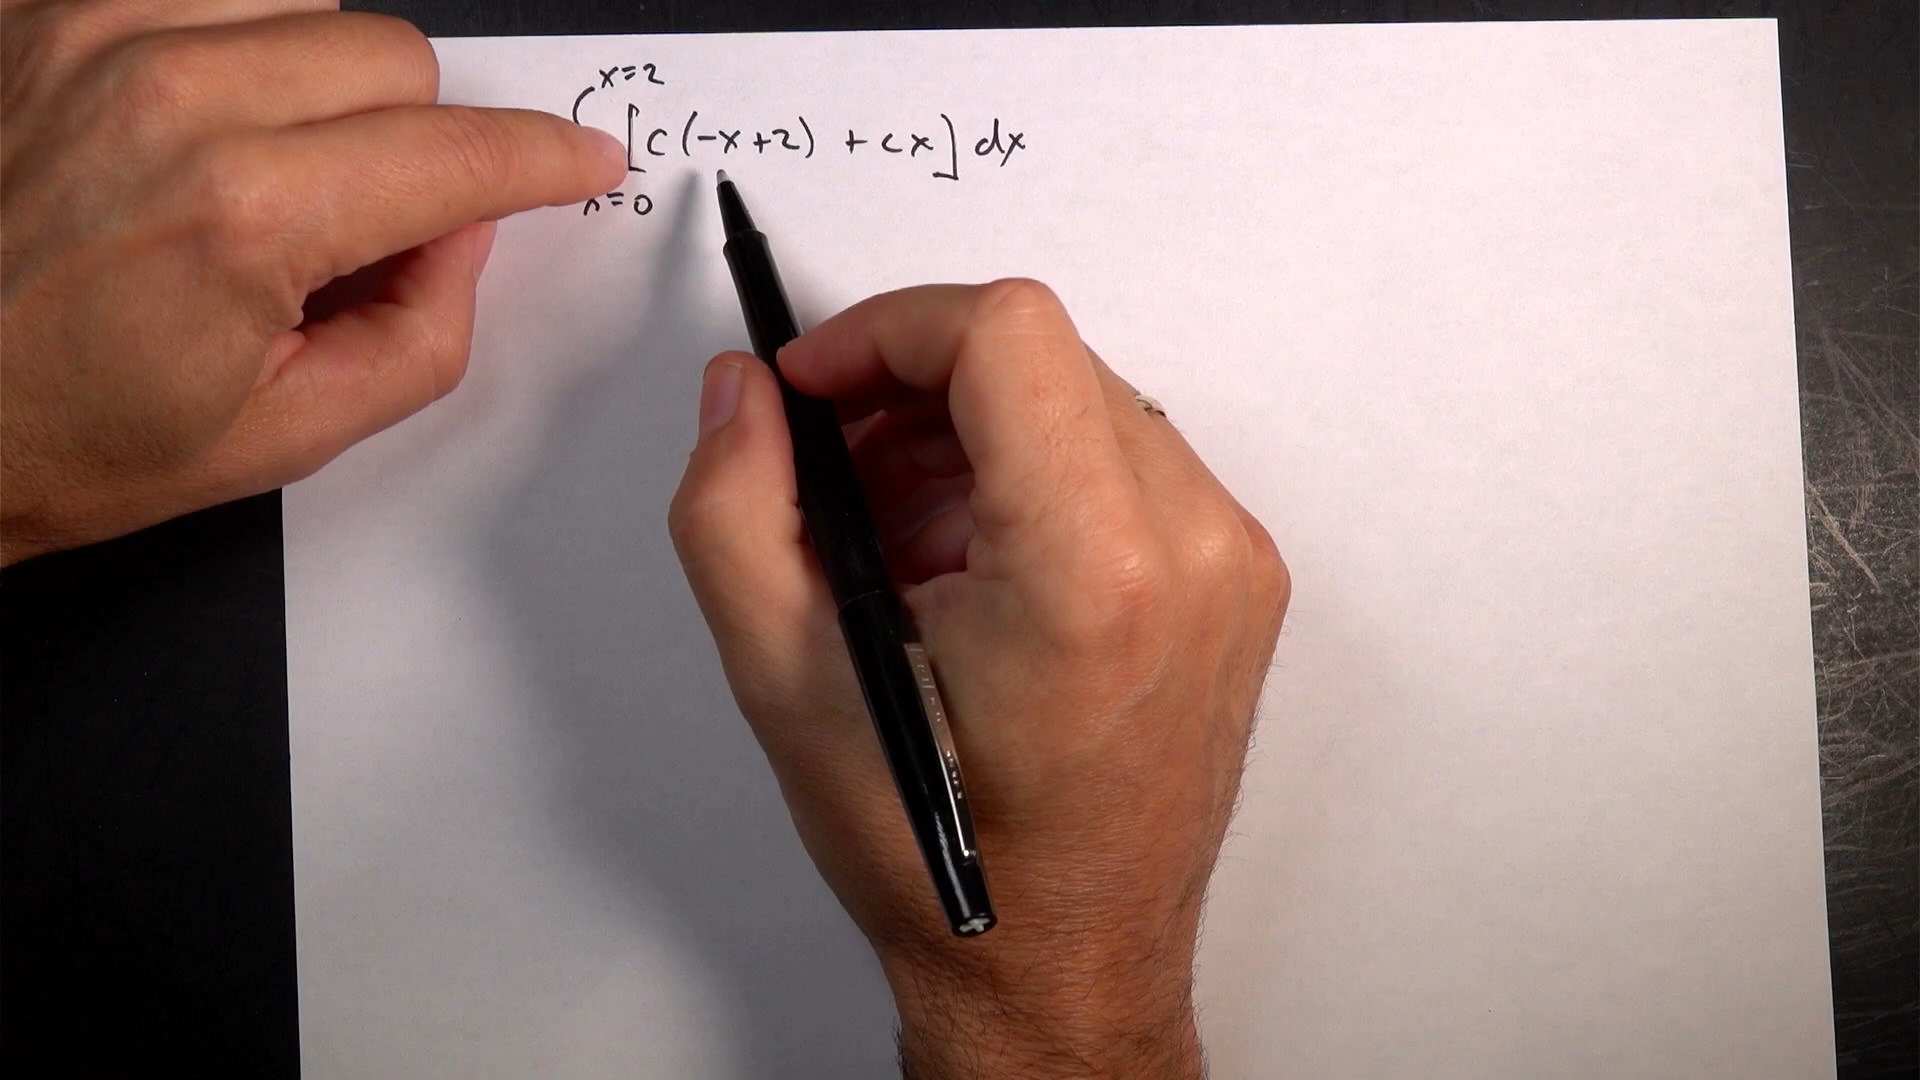 x=2
∫ [c(-x+2) + cx] dx
x=0